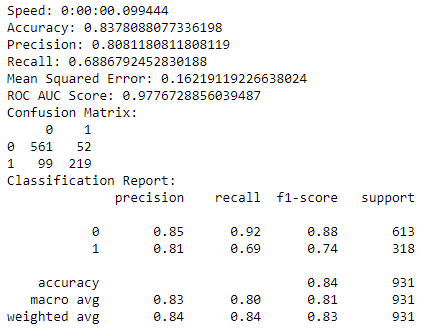 Speed: 0:00:00.099444
Accuracy: 0.8378088077336198
Precision: 0.8081180811808119
Recall: 0.6886792452830188
Mean Squared Error: 0.16219119226638024
ROC AUC Score: 0.9776728856039487
Confusion Matrix:
     0    1
0  561   52
1   99  219
Classification Report:
              precision    recall  f1-score   support

           0       0.85      0.92      0.88       613
           1       0.81      0.69      0.74       318

    accuracy                           0.84       931
   macro avg       0.83      0.80      0.81       931
weighted avg       0.84      0.84      0.83       931